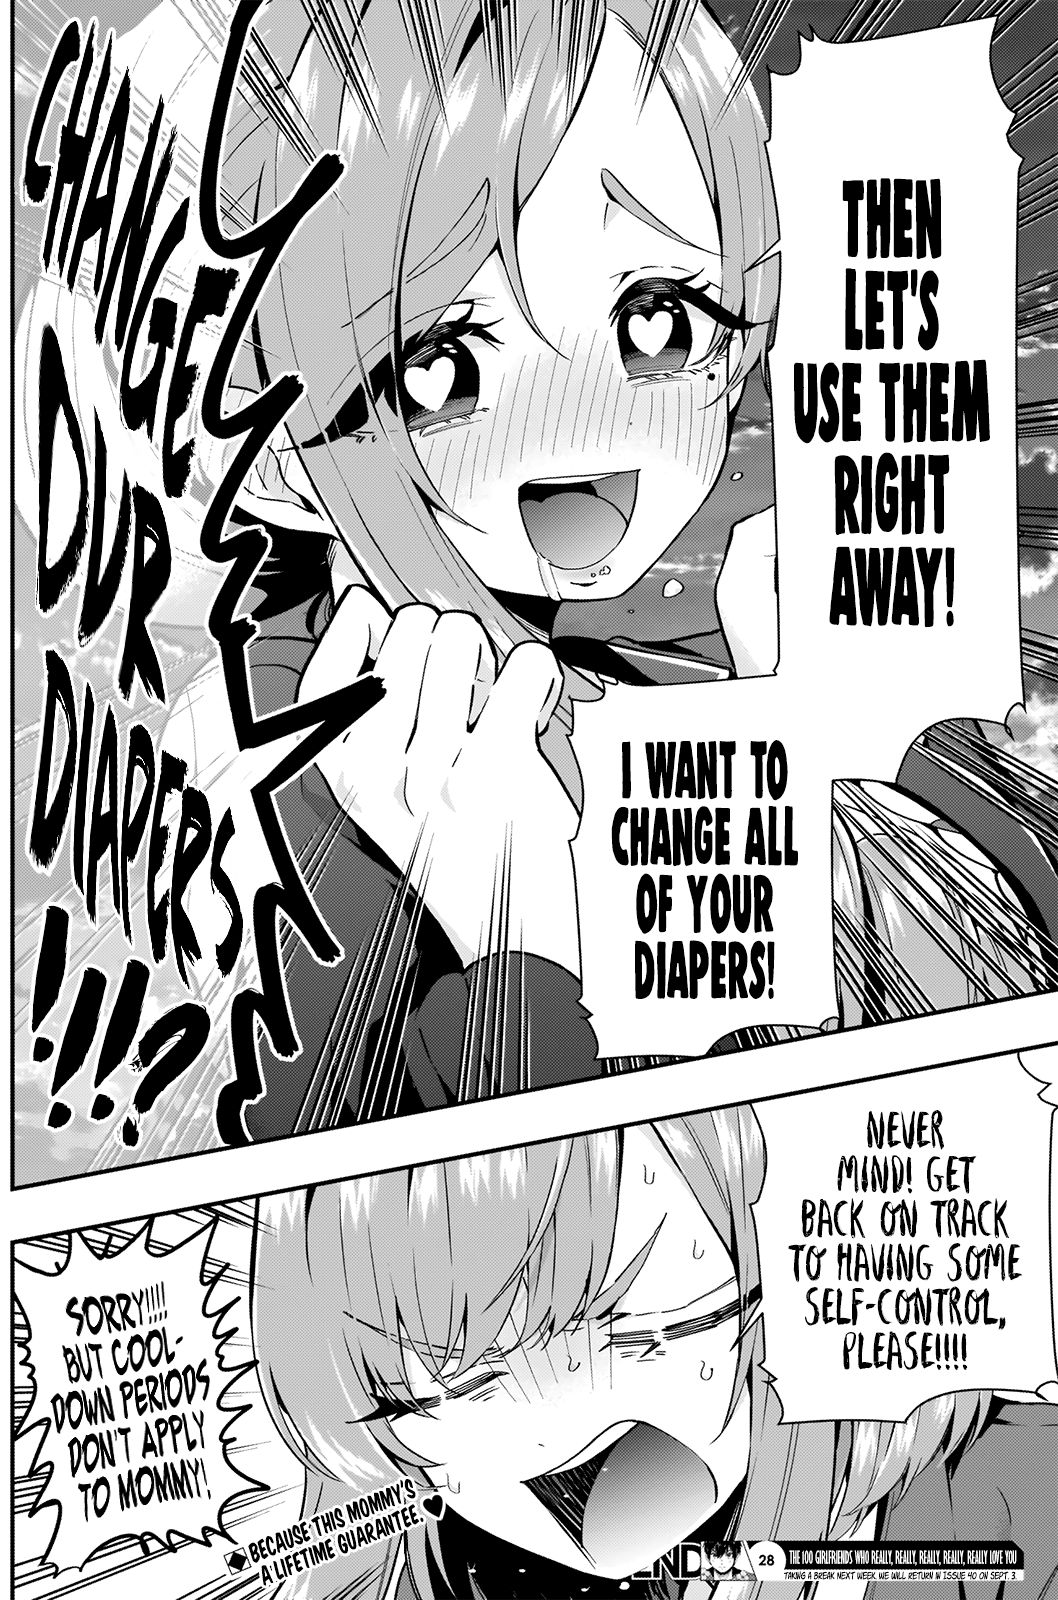 THEN
LET'S
USE THEM
RIGHT
AWAY!
I WANT TO
CHANGE ALL
OF YOUR
DIAPERS!
CHANGE
OUR
DIAPERS
!!!?
NEVER
MIND! GET
BACK ON TRACK
TO HAVING SOME
SELF-CONTROL,
PLEASE!!!!
SORRY!!!!
BUT COOL-
DOWN PERIODS
DON'T APPLY
TO MOMMY!
BECAUSE THIS MOMMY'S
A LIFETIME GUARANTEE.
END
28
THE 100 GIRLFRIENDS WHO REALLY, REALLY, REALLY, REALLY, REALLY LOVE YOU
TAKING A BREAK NEXT WEEK. WE WILL RETURN IN ISSUE 40 ON SEPT. 3.